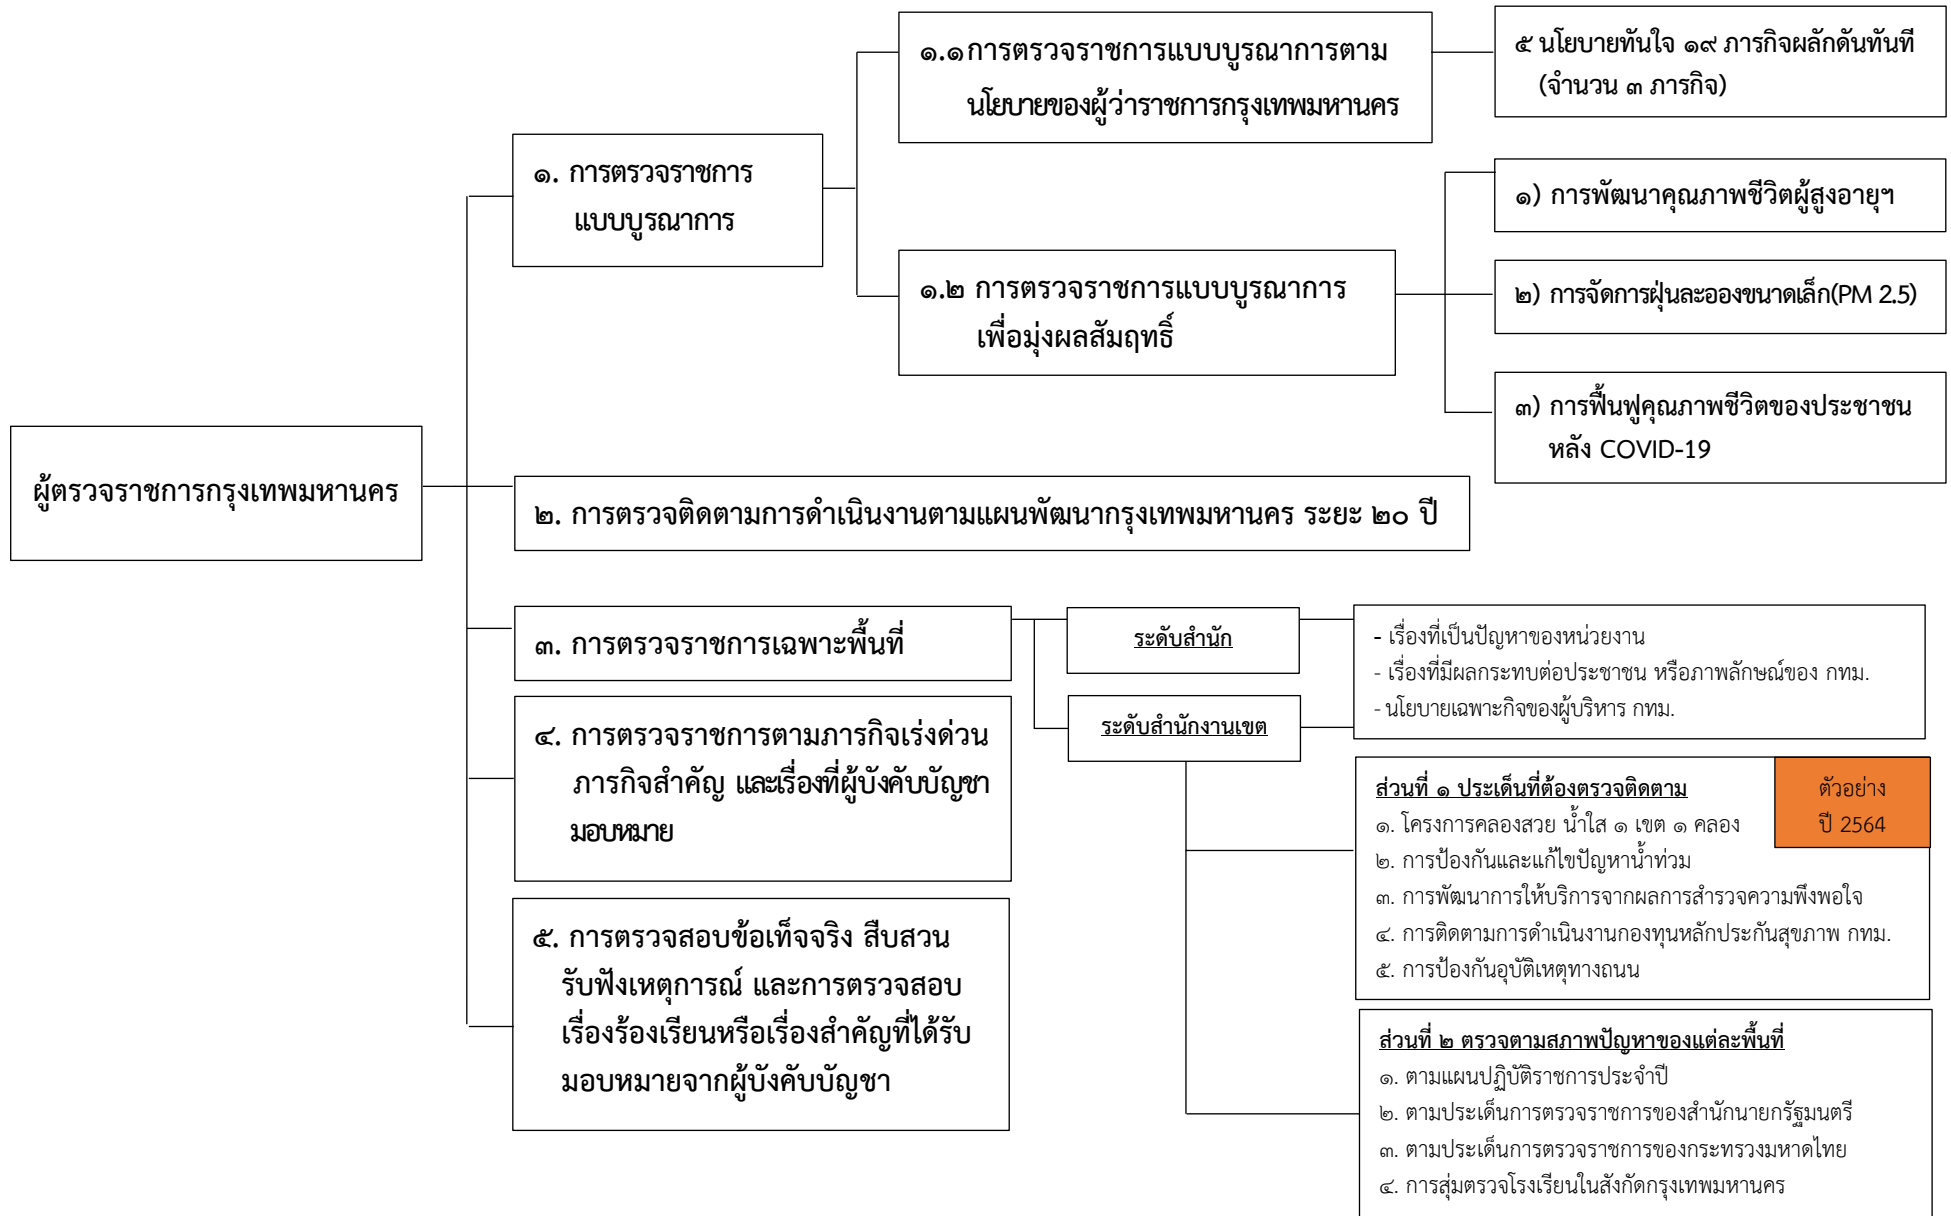 ผู้ตรวจราชการกรุงเทพมหานคร
๑. การตรวจราชการ
แบบบูรณาการ
๑.๑การตรวจราชการแบบบูรณาการตาม
นโยบายของผู้ว่าราชการกรุงเทพมหานคร
๕ นโยบายทันใจ ๑๙ ภารกิจผลักดันทันที
(จำนวน ๓ ภารกิจ)
๑.๒ การตรวจราชการแบบบูรณาการ
เพื่อมุ่งผลสัมฤทธิ์
๑) การพัฒนาคุณภาพชีวิตผู้สูงอายุฯ
๒) การจัดการฝุ่นละอองขนาดเล็ก(PM 2.5)
๓) การฟื้นฟูคุณภาพชีวิตของประชาชน
หลัง COVID-19
๒. การตรวจติดตามการดำเนินงานตามแผนพัฒนากรุงเทพมหานคร ระยะ ๒๐ ปี
๓. การตรวจราชการเฉพาะพื้นที่
ระดับสำนัก
ระดับสำนักงานเขต
- เรื่องที่เป็นปัญหาของหน่วยงาน
- เรื่องที่มีผลกระทบต่อประชาชน หรือภาพลักษณ์ของ กทม.
- นโยบายเฉพาะกิจของผู้บริหาร กทม.
ส่วนที่ ๑ ประเด็นที่ต้องตรวจติดตาม
๑. โครงการคลองสวย น้ำใส ๑ เขต ๑ คลอง
๒. การป้องกันและแก้ไขปัญหาน้ำท่วม
๓. การพัฒนาการให้บริการจากผลการสำรวจความพึงพอใจ
๔. การติดตามการดำเนินงานกองทุนหลักประกันสุขภาพ กทม.
๕. การป้องกันอุบัติเหตุทางถนน
ตัวอย่าง
ปี 2564
ส่วนที่ ๒ ตรวจตามสภาพปัญหาของแต่ละพื้นที่
๑. ตามแผนปฏิบัติราชการประจำปี
๒. ตามประเด็นการตรวจราชการของสำนักนายกรัฐมนตรี
๓. ตามประเด็นการตรวจราชการของกระทรวงมหาดไทย
๔. การสุ่มตรวจโรงเรียนในสังกัดกรุงเทพมหานคร
๔. การตรวจราชการตามภารกิจเร่งด่วน
ภารกิจสำคัญ และเรื่องที่ผู้บังคับบัญชา
มอบหมาย
๕. การตรวจสอบข้อเท็จจริง สืบสวน
รับฟังเหตุการณ์ และการตรวจสอบ
เรื่องร้องเรียนหรือเรื่องสำคัญที่ได้รับ
มอบหมายจากผู้บังคับบัญชา